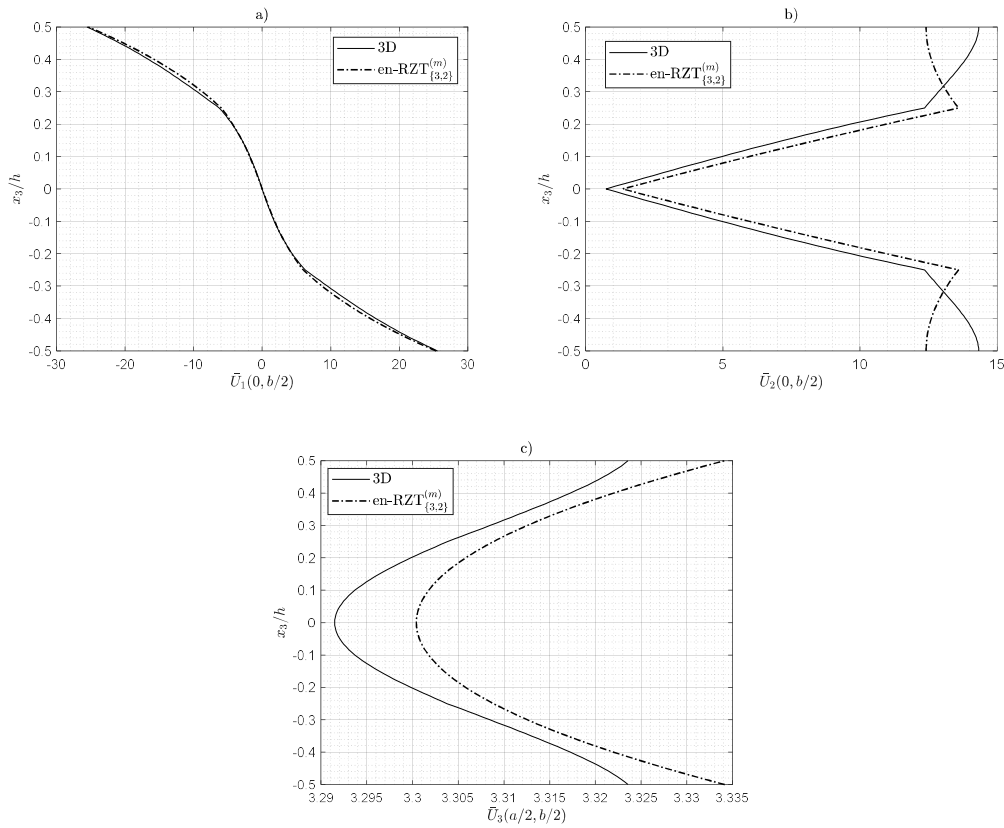 a)
0.5
0.4
0.3
0.2
0.1
0
-0.1
-0.2
-0.3
-0.4
-0.5
x₃/h
3D
en-RZT^{(m)}_{{3,2}}
-30 -20 -10 0 10 20 30
Ū₁(0, b/2)
b)
0.5
0.4
0.3
0.2
0.1
0
-0.1
-0.2
-0.3
-0.4
-0.5
x₃/h
3D
en-RZT^{(m)}_{{3,2}}
0 5 10 15
Ū₂(0, b/2)
c)
0.5
0.4
0.3
0.2
0.1
0
-0.1
-0.2
-0.3
-0.4
-0.5
x₃/h
3D
en-RZT^{(m)}_{{3,2}}
3.29 3.295 3.3 3.305 3.31 3.315 3.32 3.325 3.33 3.335
Ū₃(a/2, b/2)